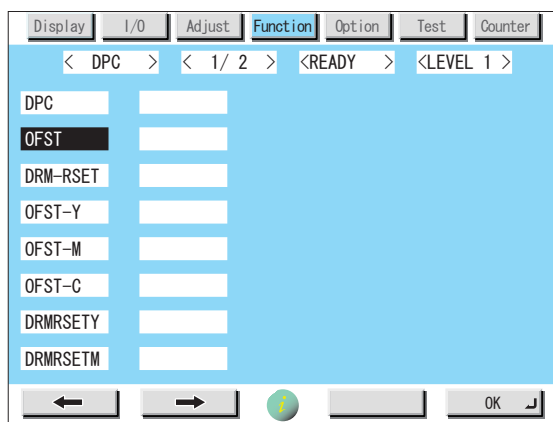 Display I/O Adjust Function Option Test Counter
< DPC > < 1/ 2 > <READY > <LEVEL 1 >
DPC
OFST
DRM-RSET
OFST-Y
OFST-M
OFST-C
DRMRSETY
DRMRSETM
← → i OK ↵